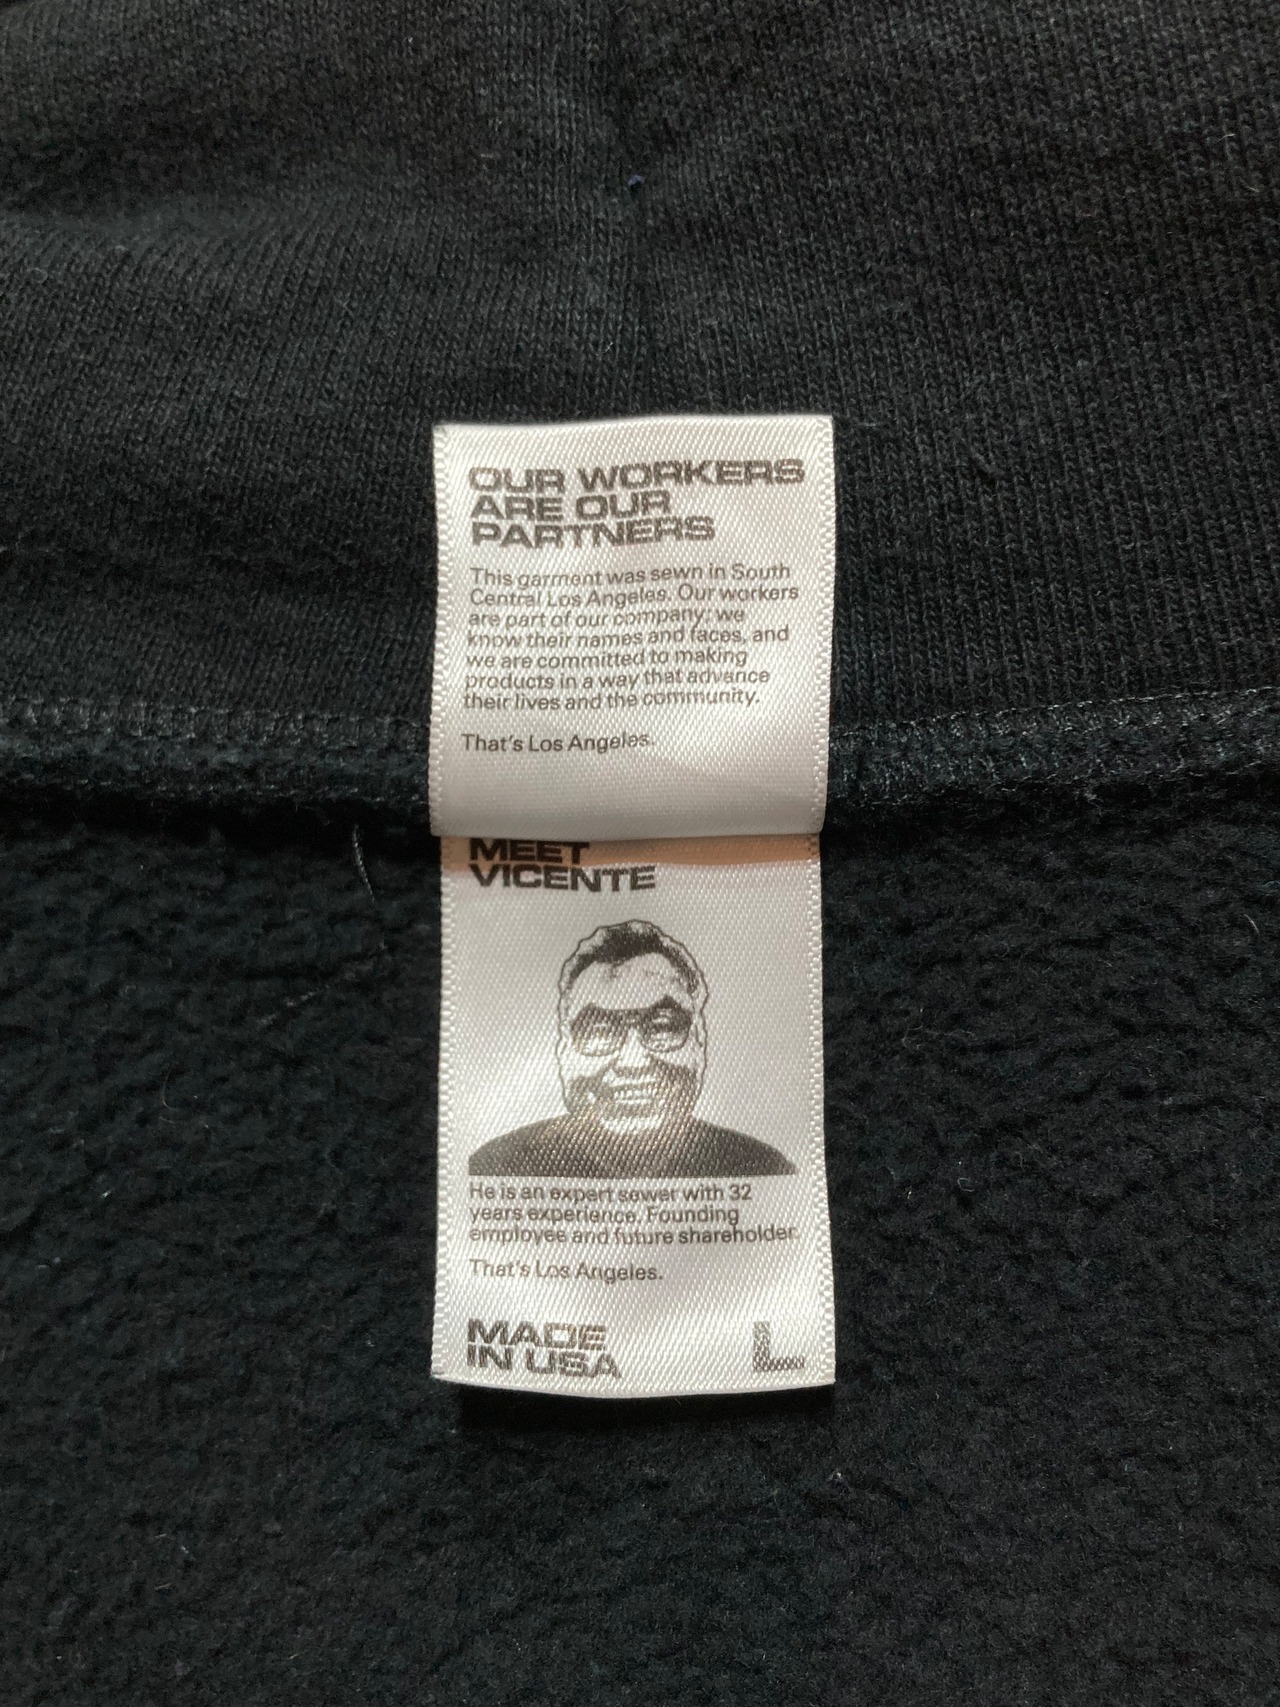 OUR WORKERS
ARE OUR
PARTNERS
This garment was sewn in South
Central Los Angeles. Our workers
are part of our company; we
know their names and faces, and
we are committed to making
products in a way that advance
their lives and the community.
That's Los Angeles.
MEET
VICENTE
He is an expert sewer with 32
years experience. Founding
employee and future shareholder.
That's Los Angeles.
MADE
IN USA
L